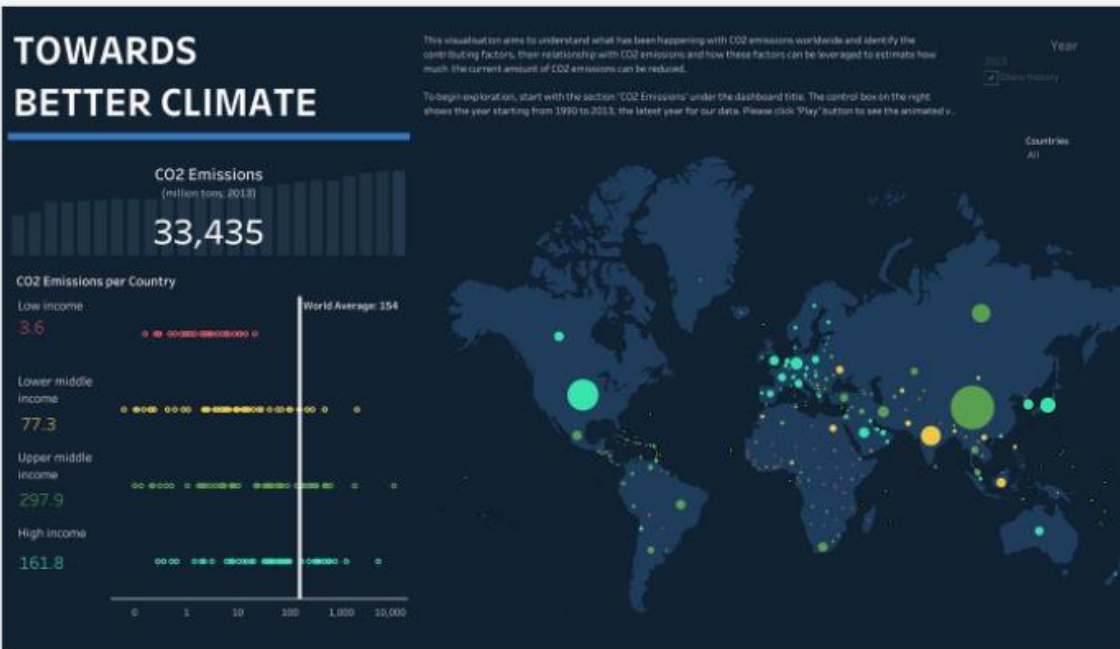 TOWARDS
BETTER CLIMATE
This visualisation aims to understand what has been happening with CO2 emissions worldwide and identify the
contributing factors, their relationship with CO2 emissions and how these factors can be leveraged to estimate how
much the current amount of CO2 emissions can be reduced.
To begin exploration, start with the section "CO2 Emissions" under the dashboard title. The control box on the right
shows the year starting from 1990 to 2013, the latest year for our data. Please click "Play" button to see the animated v...
Year
2013
Show history
Countries
All
CO2 Emissions
(million tons; 2013)
33,435
CO2 Emissions per Country
Low income
3.6
World Average: 154
Lower middle
income
77.3
Upper middle
income
297.9
High income
161.8
0 1 10 100 1,000 10,000